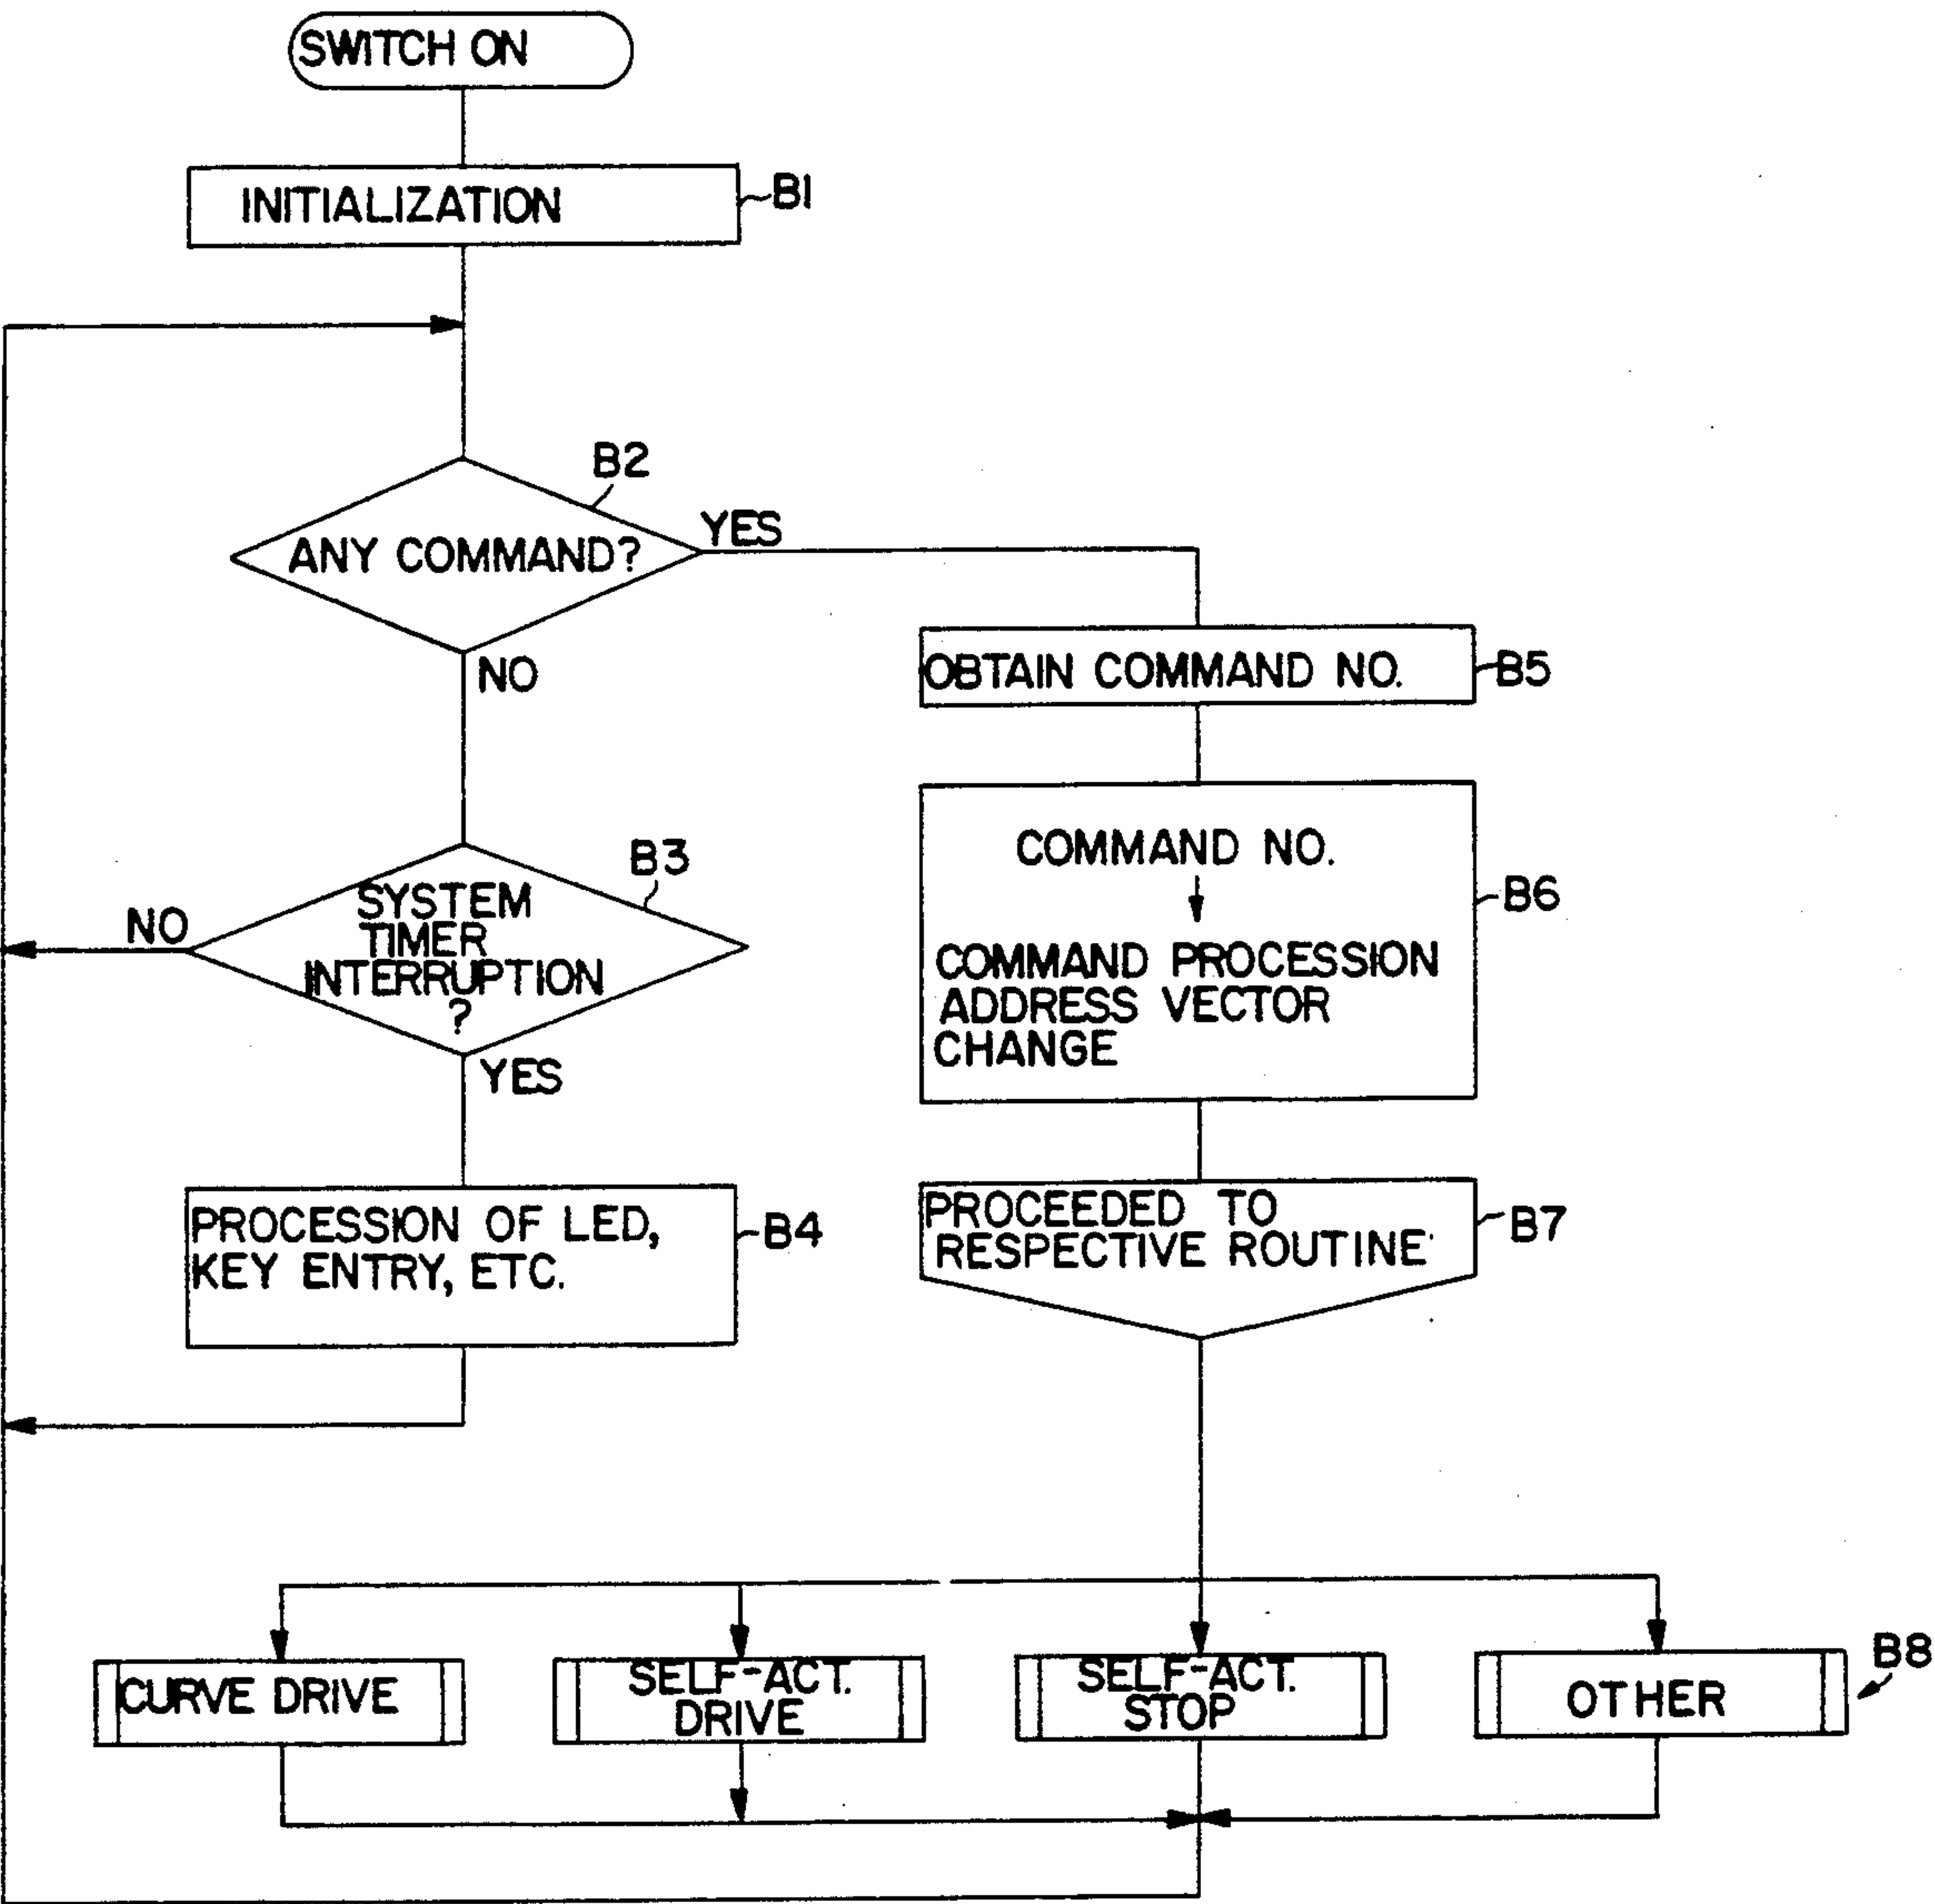 SWITCH ON
INITIALIZATION
B1
B2
ANY COMMAND?
YES
NO
B3
SYSTEM
TIMER
INTERRUPTION
?
NO
YES
PROCESSION OF LED,
KEY ENTRY, ETC.
B4
OBTAIN COMMAND NO.
B5
COMMAND NO.
COMMAND PROCESSION
ADDRESS VECTOR
CHANGE
B6
PROCEEDED TO
RESPECTIVE ROUTINE
B7
CURVE DRIVE
SELF-ACT.
DRIVE
SELF-ACT.
STOP
OTHER
B8